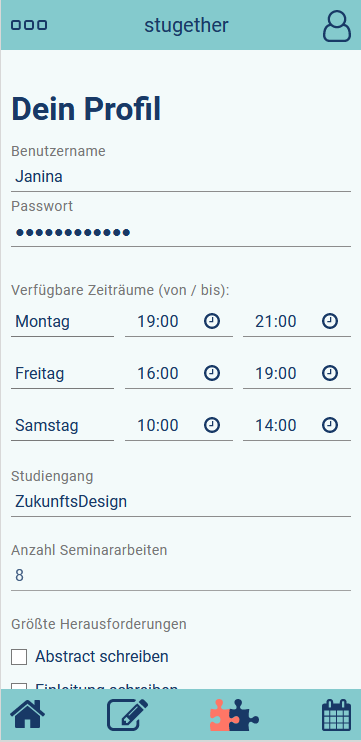 stugether
Dein Profil
Benutzername
Janina
Passwort
••••••••••••
Verfügbare Zeiträume (von / bis):
Montag 19:00 21:00
Freitag 16:00 19:00
Samstag 10:00 14:00
Studiengang
ZukunftsDesign
Anzahl Seminararbeiten
8
Größte Herausforderungen
Abstract schreiben
Einleitung schreiben